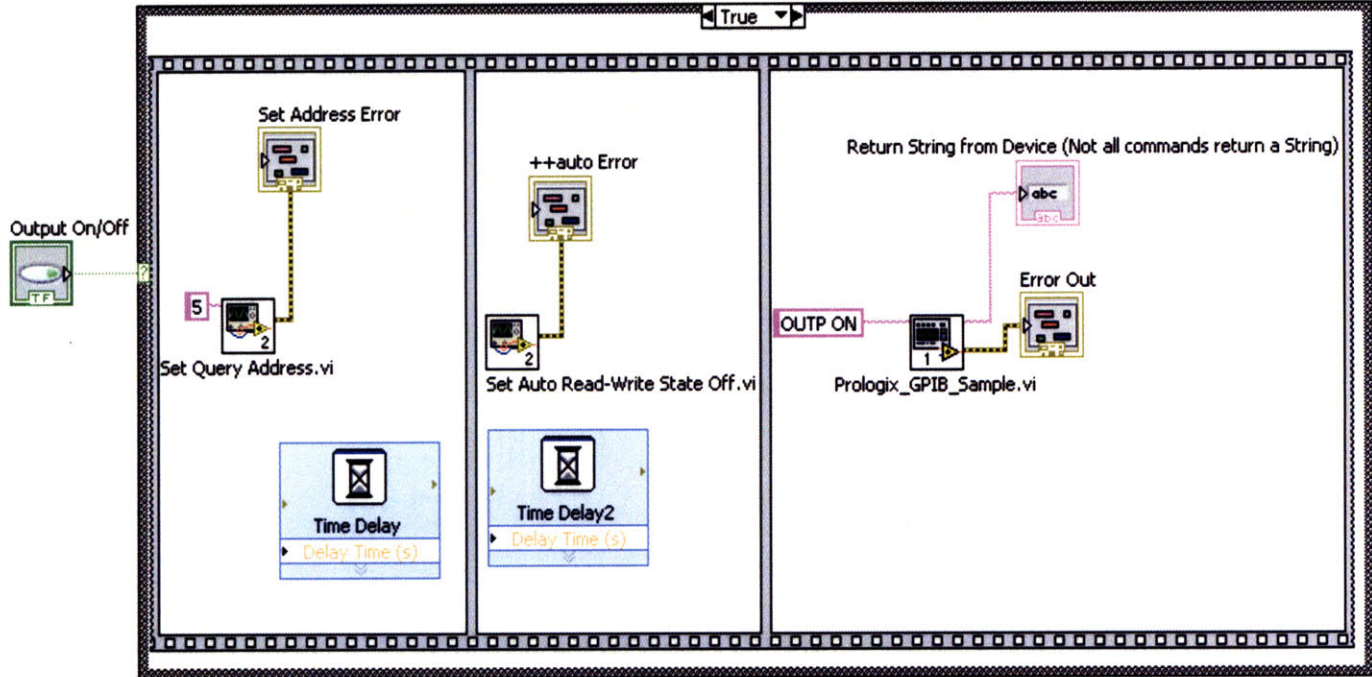 True
Set Address Error
++auto Error
Return String from Device (Not all commands return a String)
abc
abc
Output On/Off
TF
?
5
2
Set Query Address.vi
2
Set Auto Read-Write State Off.vi
OUTP ON
1
Prologix_GPIB_Sample.vi
Error Out
Time Delay
Delay Time (s)
Time Delay2
Delay Time (s)